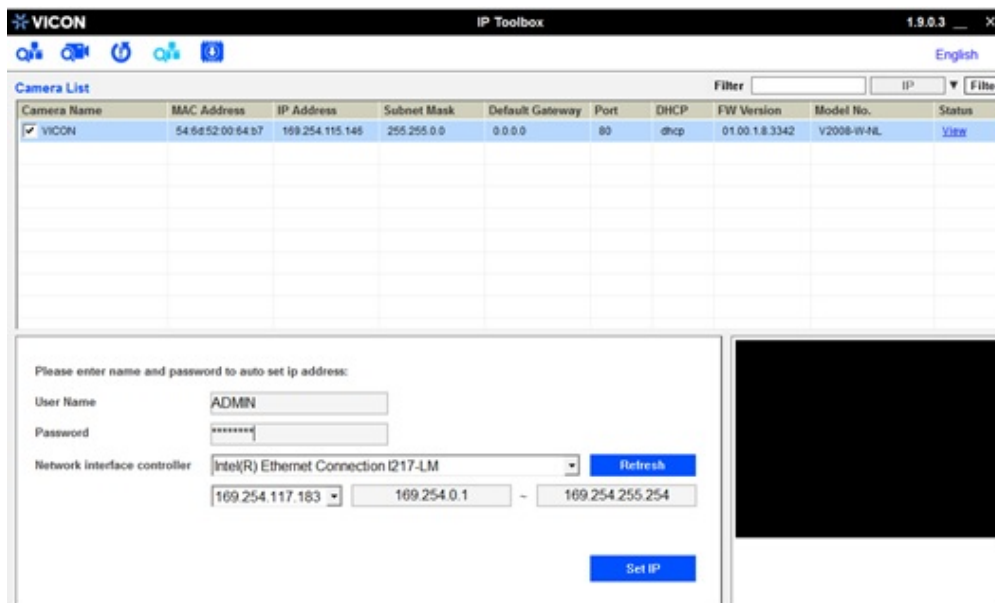 VICON IP Toolbox 1.9.0.3
English
Camera List Filter IP Filte
Camera Name MAC Address IP Address Subnet Mask Default Gateway Port DHCP FW Version Model No. Status
VICON 54:6d:52:00:64:b7 169.254.115.146 255.255.0.0 0.0.0.0 80 dhcp 01.00.1.8.3342 V2008-W-NL View
Please enter name and password to auto set ip address:
User Name ADMIN
Password ********
Network interface controller Intel(R) Ethernet Connection I217-LM Refresh
169.254.117.183 169.254.0.1 ~ 169.254.255.254
Set IP